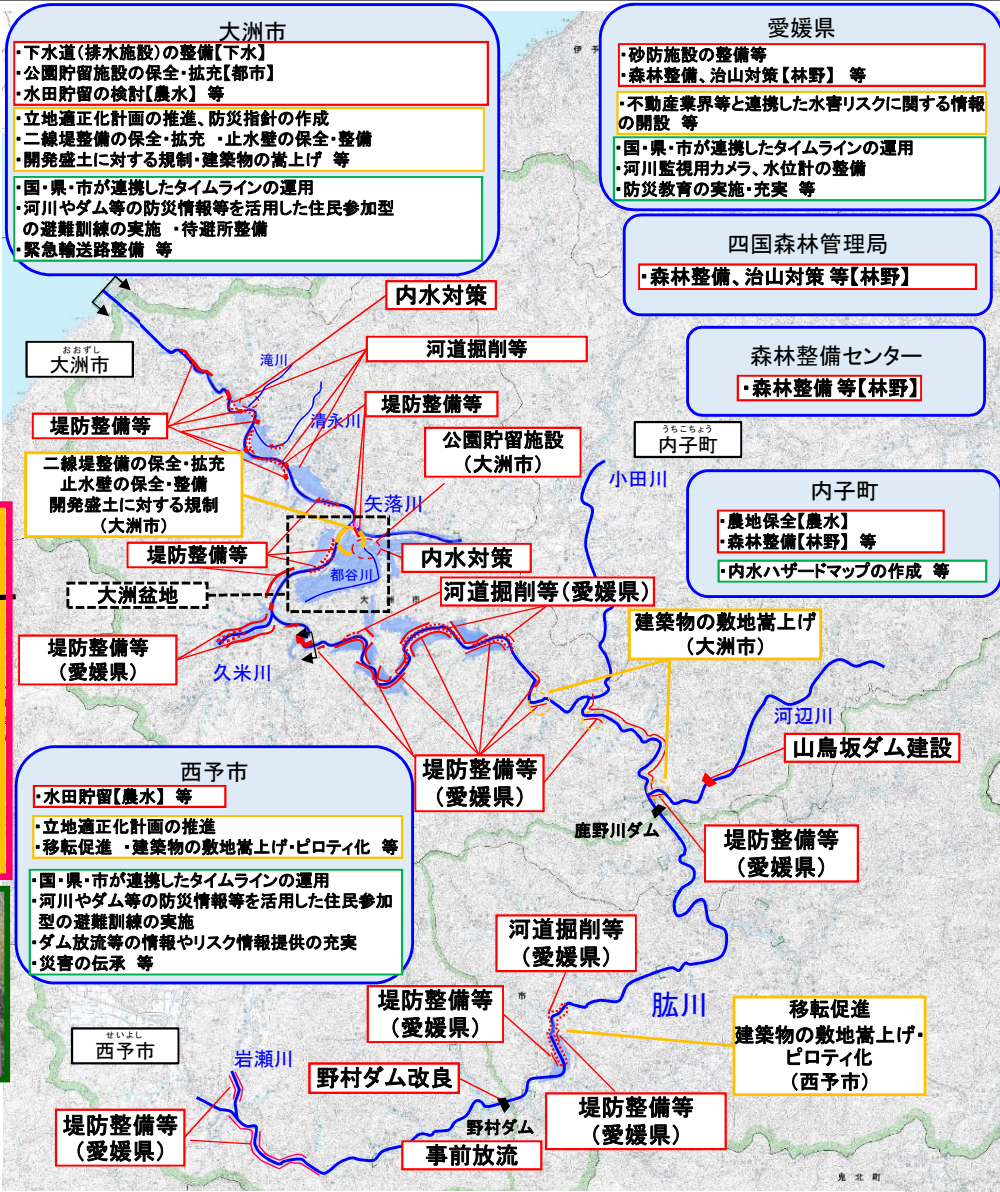 大洲市
・下水道(排水施設)の整備【下水】
・公園貯留施設の保全・拡充【都市】
・水田貯留の検討【農水】 等
・立地適正化計画の推進、防災指針の作成
・二線堤整備の保全・拡充 ・止水壁の保全・整備
・開発盛土に対する規制・建築物の嵩上げ 等
・国・県・市が連携したタイムラインの運用
・河川やダム等の防災情報等を活用した住民参加型
の避難訓練の実施 ・待避所整備
・緊急輸送路整備 等
愛媛県
・砂防施設の整備等
・森林整備、治山対策【林野】 等
・不動産業界等と連携した水害リスクに関する情報
の開設 等
・国・県・市が連携したタイムラインの運用
・河川監視用カメラ、水位計の整備
・防災教育の実施・充実 等
四国森林管理局
・森林整備、治山対策 等【林野】
森林整備センター
・森林整備 等【林野】
内子町
・農地保全【農水】
・森林整備【林野】 等
・内水ハザードマップの作成 等
伊予
内水対策
おおずし
大洲市
滝川
河道掘削等
清永川
堤防整備等
堤防整備等
公園貯留施設
(大洲市)
うちこちょう
内子町
小田川
二線堤整備の保全・拡充
止水壁の保全・整備
開発盛土に対する規制
(大洲市)
矢落川
堤防整備等
内水対策
都谷川
大洲盆地
大洲市
河道掘削等(愛媛県)
建築物の敷地嵩上げ
(大洲市)
堤防整備等
(愛媛県)
久米川
河辺川
山鳥坂ダム建設
堤防整備等
(愛媛県)
鹿野川ダム
堤防整備等
(愛媛県)
西予市
・水田貯留【農水】 等
・立地適正化計画の推進
・移転促進 ・建築物の敷地嵩上げ・ピロティ化 等
・国・県・市が連携したタイムラインの運用
・河川やダム等の防災情報等を活用した住民参加
型の避難訓練の実施
・ダム放流等の情報やリスク情報提供の充実
・災害の伝承 等
河道掘削等
(愛媛県)
市
堤防整備等
(愛媛県)
肱川
移転促進
建築物の敷地嵩上げ・
ピロティ化
(西予市)
せいよし
西予市
岩瀬川
野村ダム改良
野村ダム
堤防整備等
(愛媛県)
堤防整備等
(愛媛県)
事前放流
鬼北町